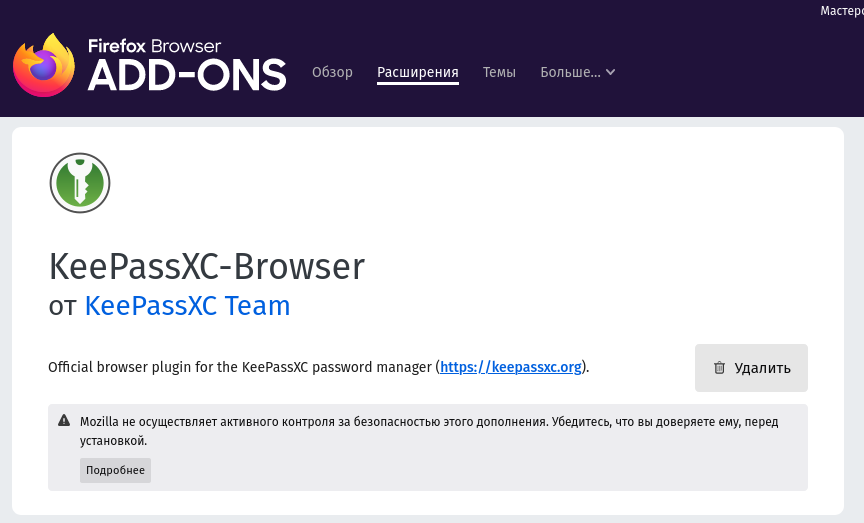 Мастерс
Firefox Browser
ADD-ONS
Обзор Расширения Темы Больше...
KeePassXC-Browser
от KeePassXC Team
Official browser plugin for the KeePassXC password manager (https://keepassxc.org).
Удалить
Mozilla не осуществляет активного контроля за безопасностью этого дополнения. Убедитесь, что вы доверяете ему, перед
установкой.
Подробнее